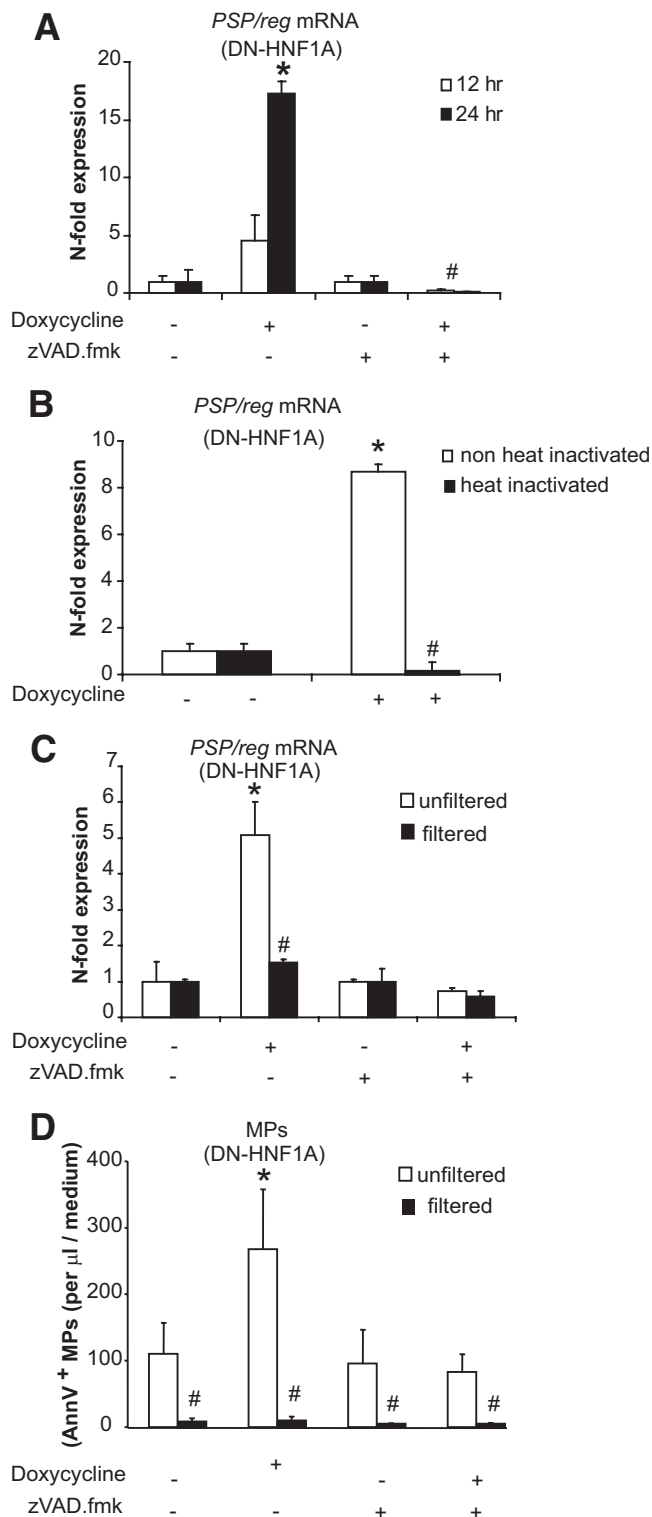 A
PSP/reg mRNA
(DN-HNF1A)
*
20
15
10
5
0
N-fold expression
12 hr
24 hr
#
Doxycycline - + - +
zVAD.fmk - - + +
B
PSP/reg mRNA
(DN-HNF1A)
*
10
8
6
4
2
0
N-fold expression
non heat inactivated
heat inactivated
#
Doxycycline - - + +
C
PSP/reg mRNA
(DN-HNF1A)
*
7
6
5
4
3
2
1
0
N-fold expression
unfiltered
filtered
#
Doxycycline - + - +
zVAD.fmk - - + +
D
MPs
(DN-HNF1A)
*
400
300
200
100
0
(AnnV + MPs (per μl / medium)
unfiltered
filtered
# # # #
Doxycycline - + - +
zVAD.fmk - - + +